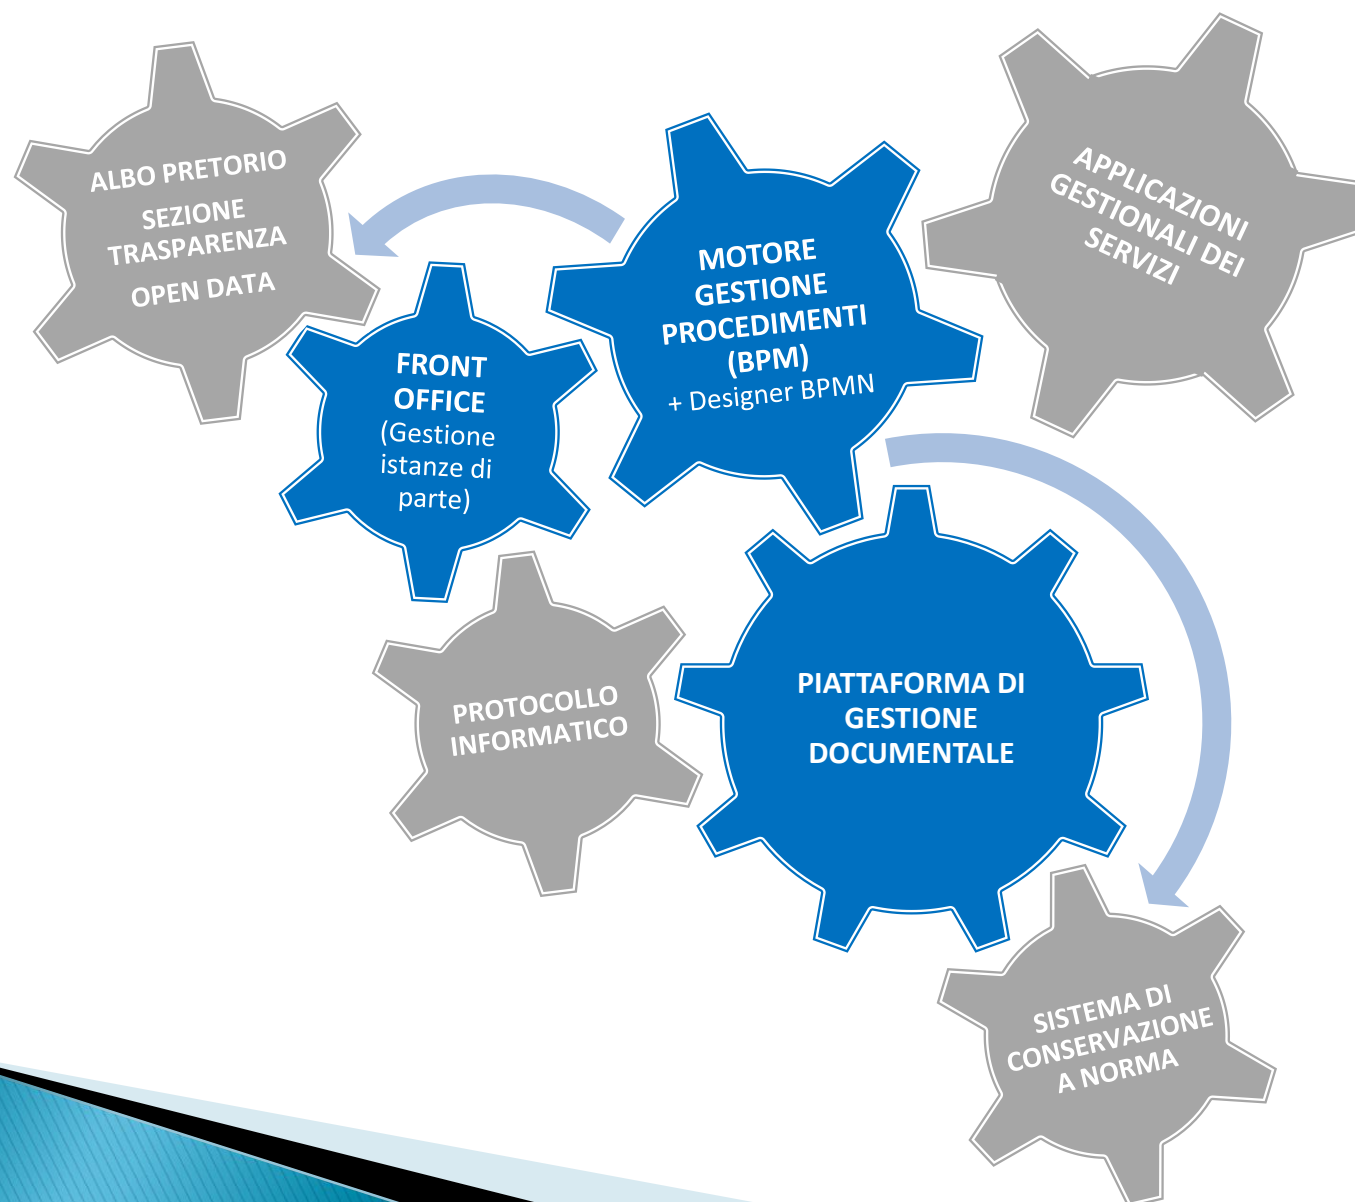 ALBO PRETORIO
SEZIONE
TRASPARENZA
OPEN DATA
FRONT
OFFICE
(Gestione
istanze di
parte)
MOTORE
GESTIONE
PROCEDIMENTI
(BPM)
+ Designer BPMN
APPLICAZIONI
GESTIONALI DEI
SERVIZI
PROTOCOLLO
INFORMATICO
PIATTAFORMA DI
GESTIONE
DOCUMENTALE
SISTEMA DI
CONSERVAZIONE
A NORMA